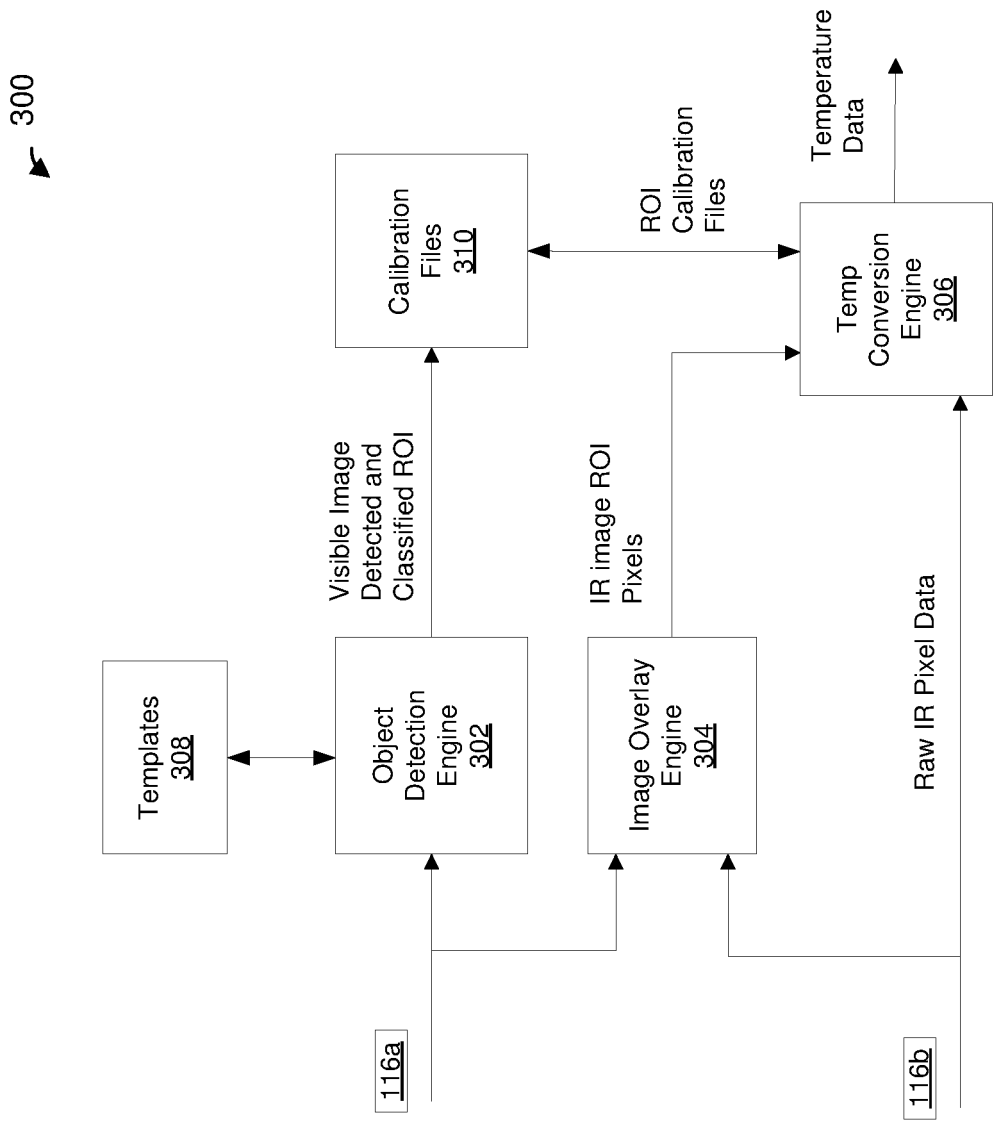 300
Templates
308
Object
Detection
Engine
302
Visible Image
Detected and
Classified ROI
Calibration
Files
310
116a
Image Overlay
Engine
304
IR image ROI
Pixels
ROI
Calibration
Files
Temp
Conversion
Engine
306
Temperature
Data
Raw IR Pixel Data
116b